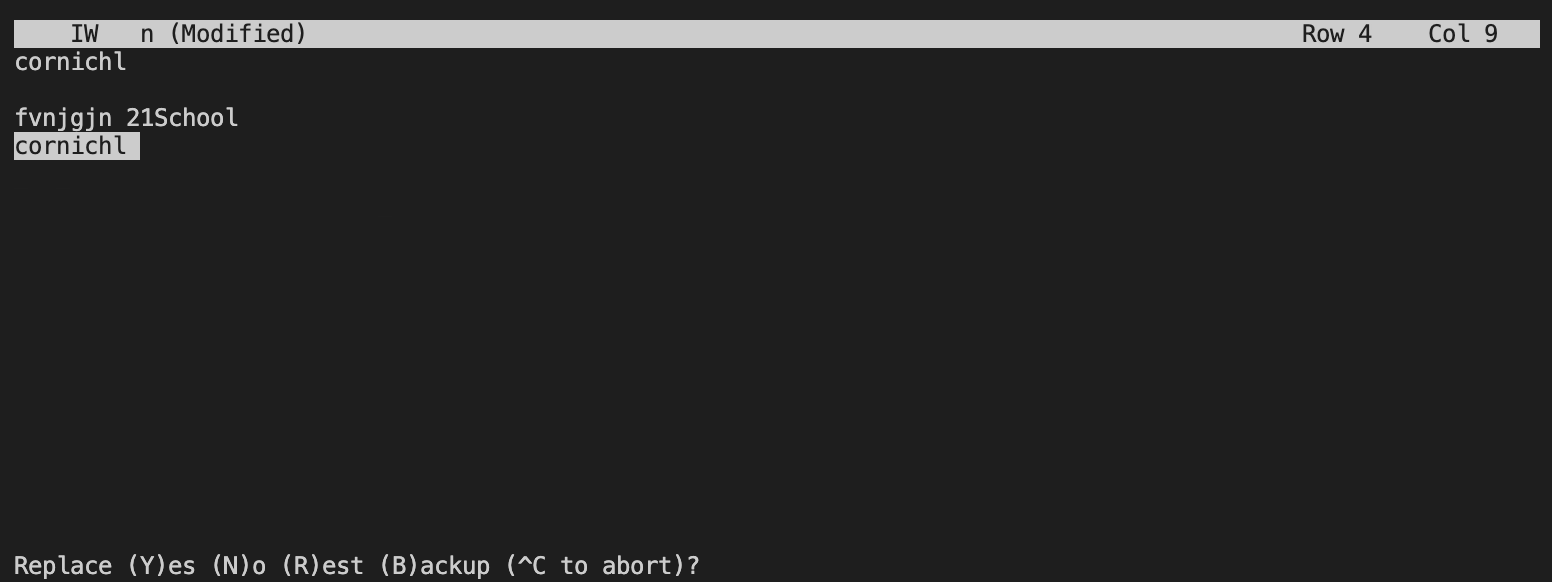 IW n (Modified) Row 4 Col 9
cornichl
fvnjgjn 21School
cornichl
Replace (Y)es (N)o (R)est (B)ackup (^C to abort)?